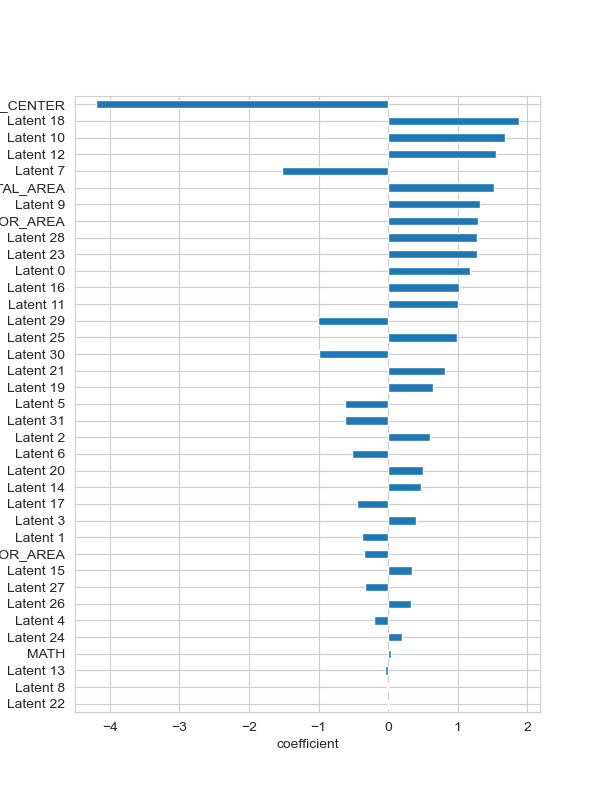 _CENTER
Latent 18
Latent 10
Latent 12
Latent 7
TAL_AREA
Latent 9
OR_AREA
Latent 28
Latent 23
Latent 0
Latent 16
Latent 11
Latent 29
Latent 25
Latent 30
Latent 21
Latent 19
Latent 5
Latent 31
Latent 2
Latent 6
Latent 20
Latent 14
Latent 17
Latent 3
Latent 1
OR_AREA
Latent 15
Latent 27
Latent 26
Latent 4
Latent 24
MATH
Latent 13
Latent 8
Latent 22
−4 −3 −2 −1 0 1 2
coefficient